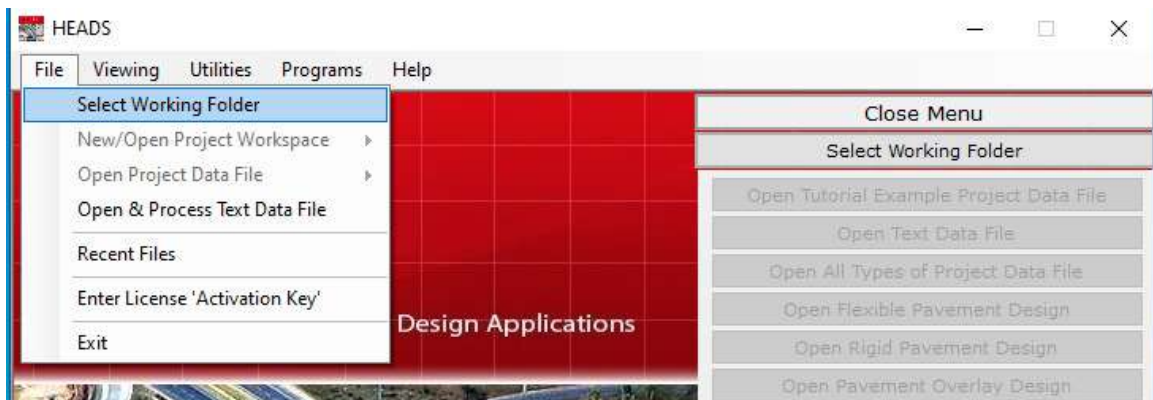 HEADS
File Viewing Utilities Programs Help
Select Working Folder
New/Open Project Workspace
Open Project Data File
Open & Process Text Data File
Recent Files
Enter License 'Activation Key'
Exit
Design Applications
Close Menu
Select Working Folder
Open Tutorial Example Project Data File
Open Text Data File
Open All Types of Project Data File
Open Flexible Pavement Design
Open Rigid Pavement Design
Open Pavement Overlay Design